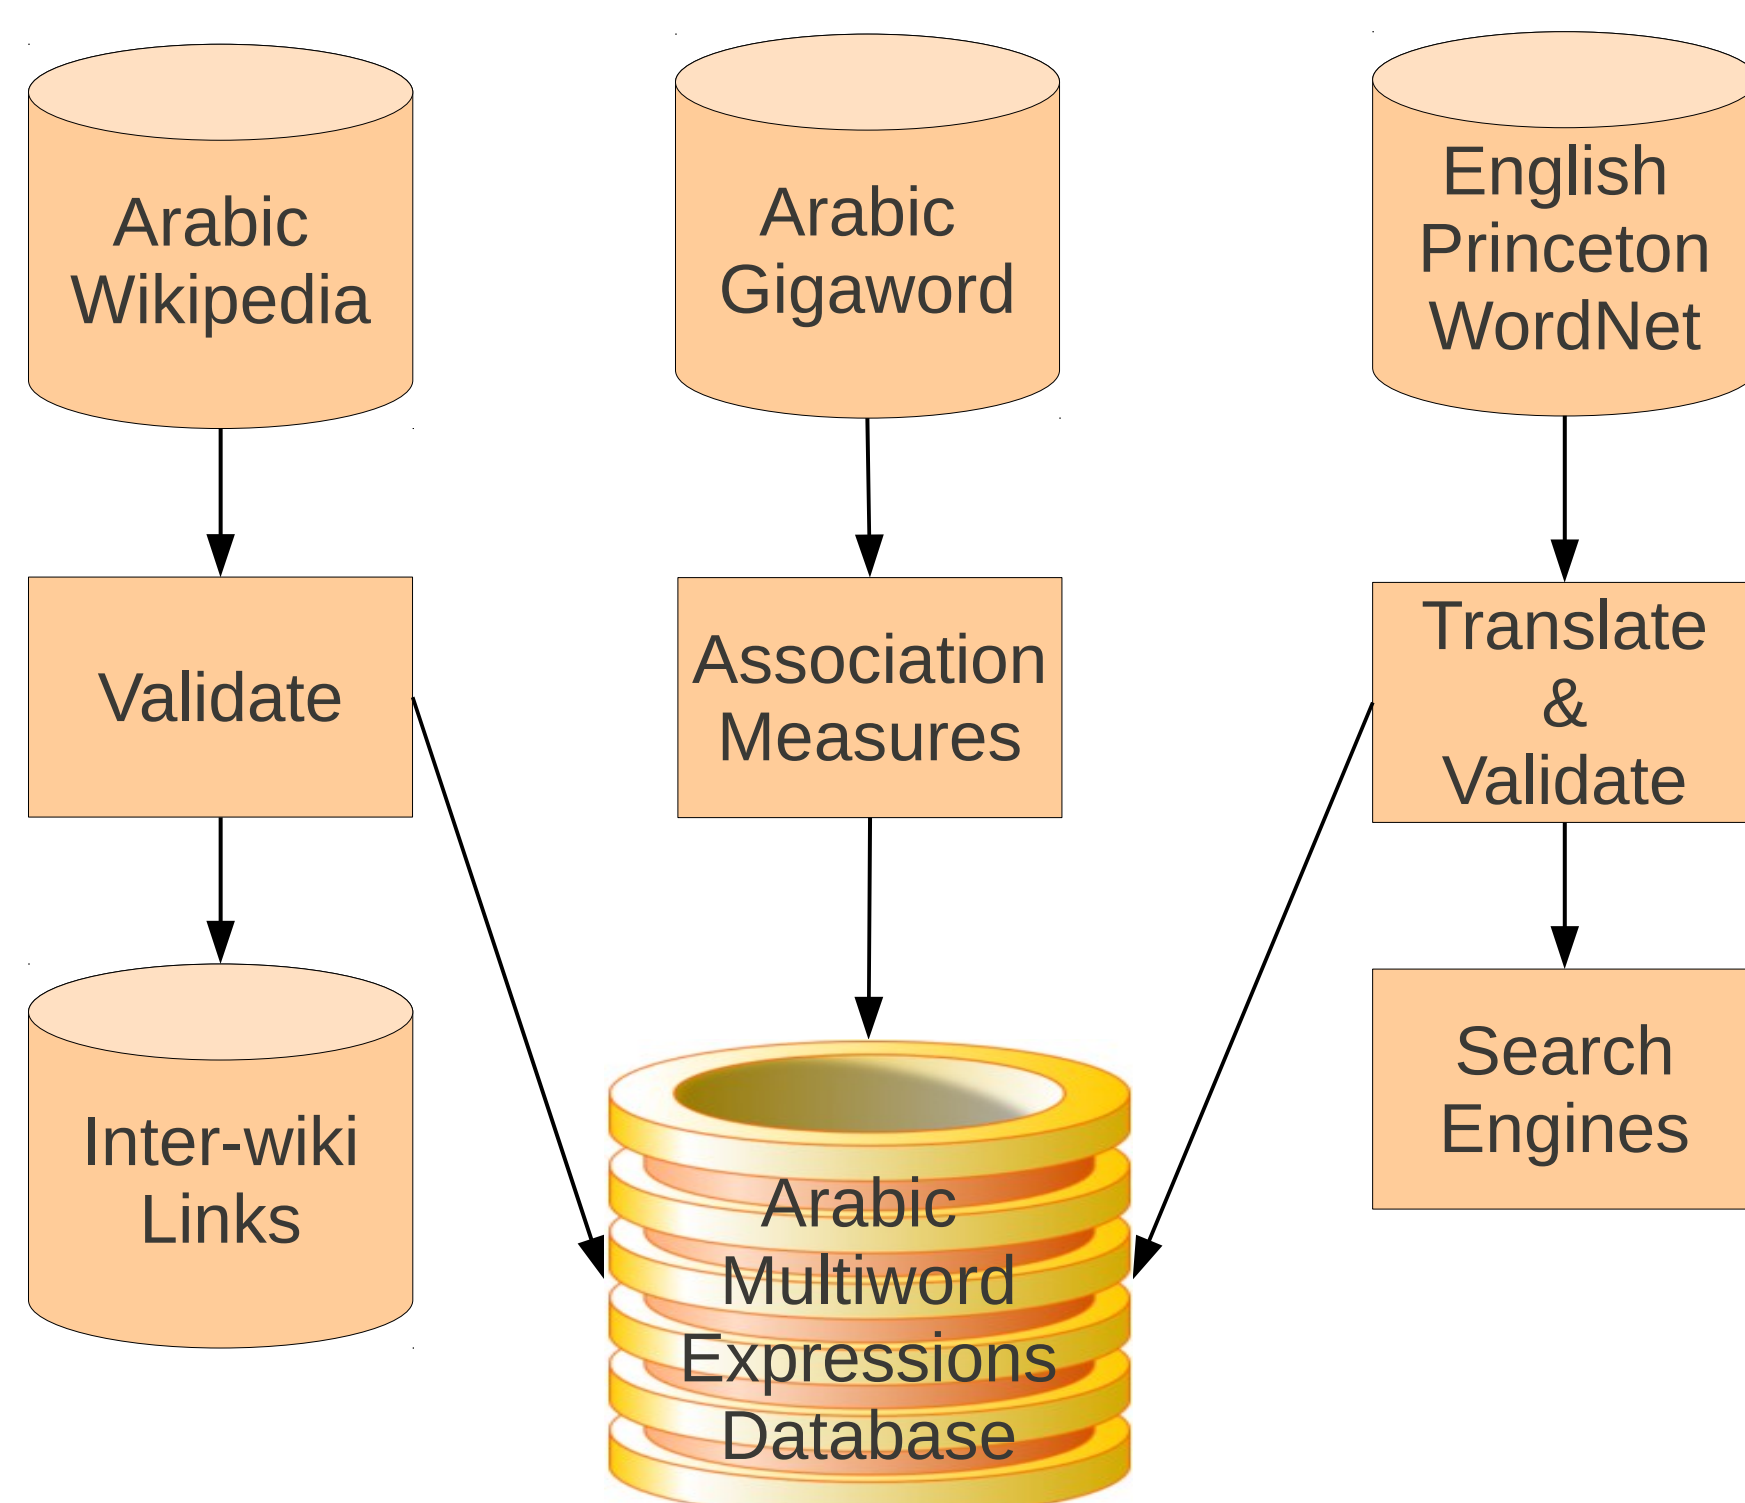 Arabic
Wikipedia
Arabic
Gigaword
English
Princeton
WordNet
Validate
Association
Measures
Translate
&
Validate
Inter-wiki
Links
Search
Engines
Arabic
Multiword
Expressions
Database